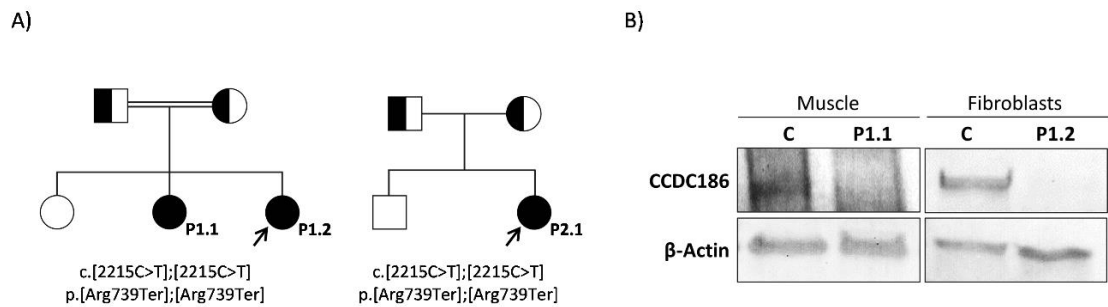 A)
P1.1
P1.2
c.[2215C>T];[2215C>T]
p.[Arg739Ter];[Arg739Ter]
P2.1
c.[2215C>T];[2215C>T]
p.[Arg739Ter];[Arg739Ter]
B)
Muscle Fibroblasts
C P1.1 C P1.2
CCDC186
β-Actin